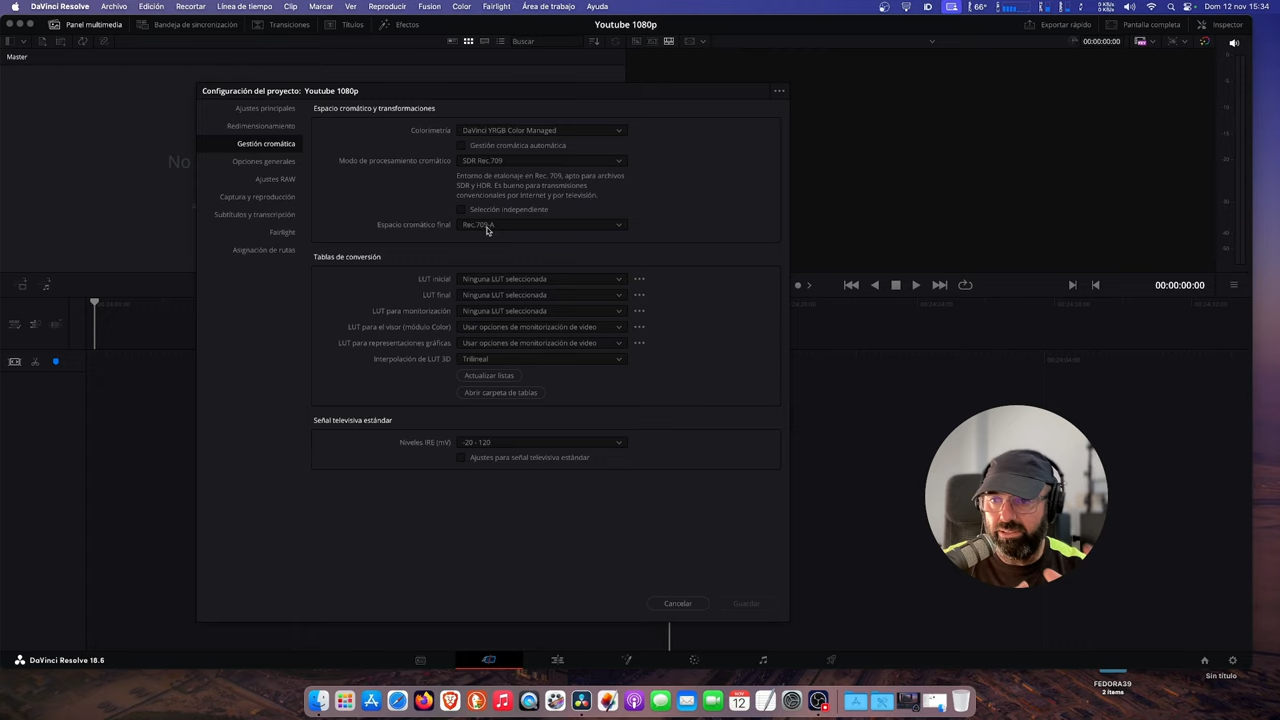 DaVinci Resolve Archivo Edición Recortar Línea de tiempo Clip Marcar Ver Reproducir Fusion Color Fairlight Área de trabajo Ayuda
66° Dom 12 nov 15:34
Panel multimedia Bandeja de sincronización Transiciones Títulos Efectos
Youtube 1080p
Exportar rápido Pantalla completa Inspector
Buscar
00:00:00:00
Master
No
Configuración del proyecto: Youtube 1080p
Ajustes principales
Redimensionamiento
Gestión cromática
Opciones generales
Ajustes RAW
Captura y reproducción
Subtítulos y transcripción
Fairlight
Asignación de rutas
Espacio cromático y transformaciones
Colorimetría DaVinci YRGB Color Managed
Gestión cromática automática
Modo de procesamiento cromático SDR Rec.709
Entorno de etalonaje en Rec. 709, apto para archivos
SDR y HDR. Es bueno para transmisiones
convencionales por Internet y por televisión.
Selección independiente
Espacio cromático final Rec.709-A
Tablas de conversión
LUT inicial Ninguna LUT seleccionada
LUT final Ninguna LUT seleccionada
LUT para monitorización Ninguna LUT seleccionada
LUT para el visor (módulo Color) Usar opciones de monitorización de video
LUT para representaciones gráficas Usar opciones de monitorización de video
Interpolación de LUT 3D Trilineal
Actualizar listas
Abrir carpeta de tablas
Señal televisiva estándar
Niveles IRE (mV) -20 - 120
Ajustes para señal televisiva estándar
Cancelar Guardar
00:00:00:00
DaVinci Resolve 18.6
FEDORA39
2 ítems
Sin título
NOV
12